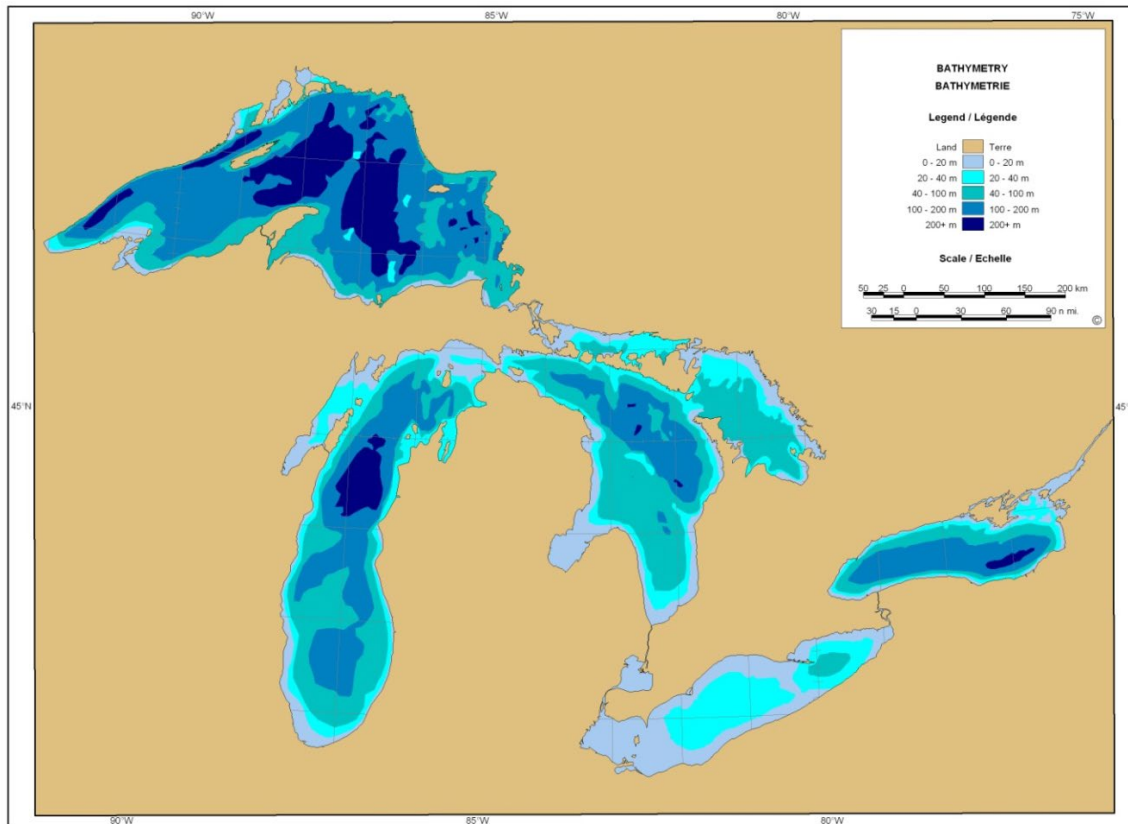 90°W 85°W 80°W 75°W
BATHYMETRY
BATHYMETRIE
Legend / Légende
Land Terre
0 - 20 m 0 - 20 m
20 - 40 m 20 - 40 m
40 - 100 m 40 - 100 m
100 - 200 m 100 - 200 m
200+ m 200+ m
Scale / Echelle
50 25 0 50 100 150 200 km
30 15 0 30 60 90 n mi.
©
45°N 45°
90°W 85°W 80°W